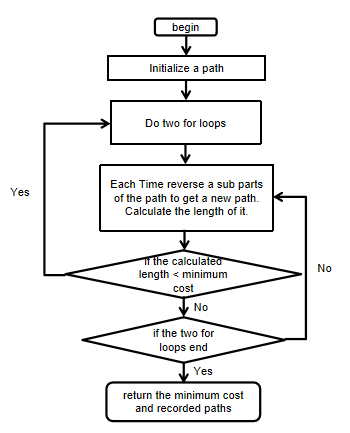 begin
Initialize a path
Do two for loops
Yes
Each Time reverse a sub parts
of the path to get a new path.
Calculate the length of it.
if the calculated
length < minimum
cost
No
No
if the two for
loops end
Yes
return the minimum cost
and recorded paths